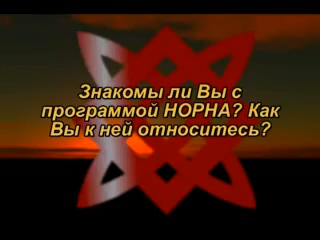 Знакомы ли Вы с
программой НОРНА? Как
Вы к ней относитесь?